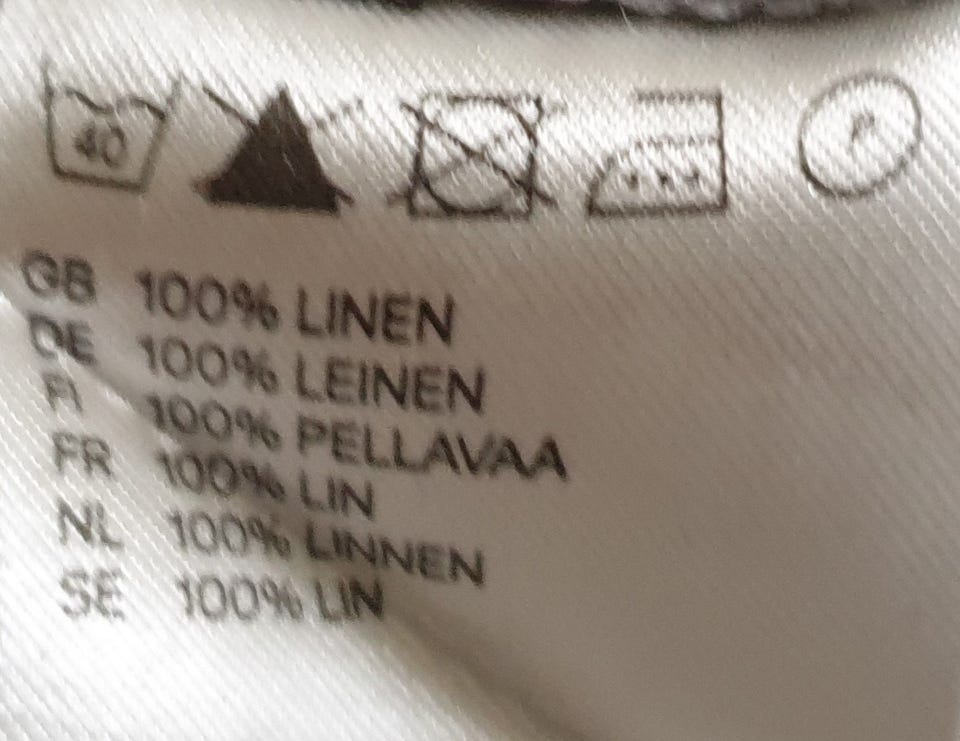 40
P
GB 100% LINEN
DE 100% LEINEN
FI 100% PELLAVAA
FR 100% LIN
NL 100% LINNEN
SE 100% LIN